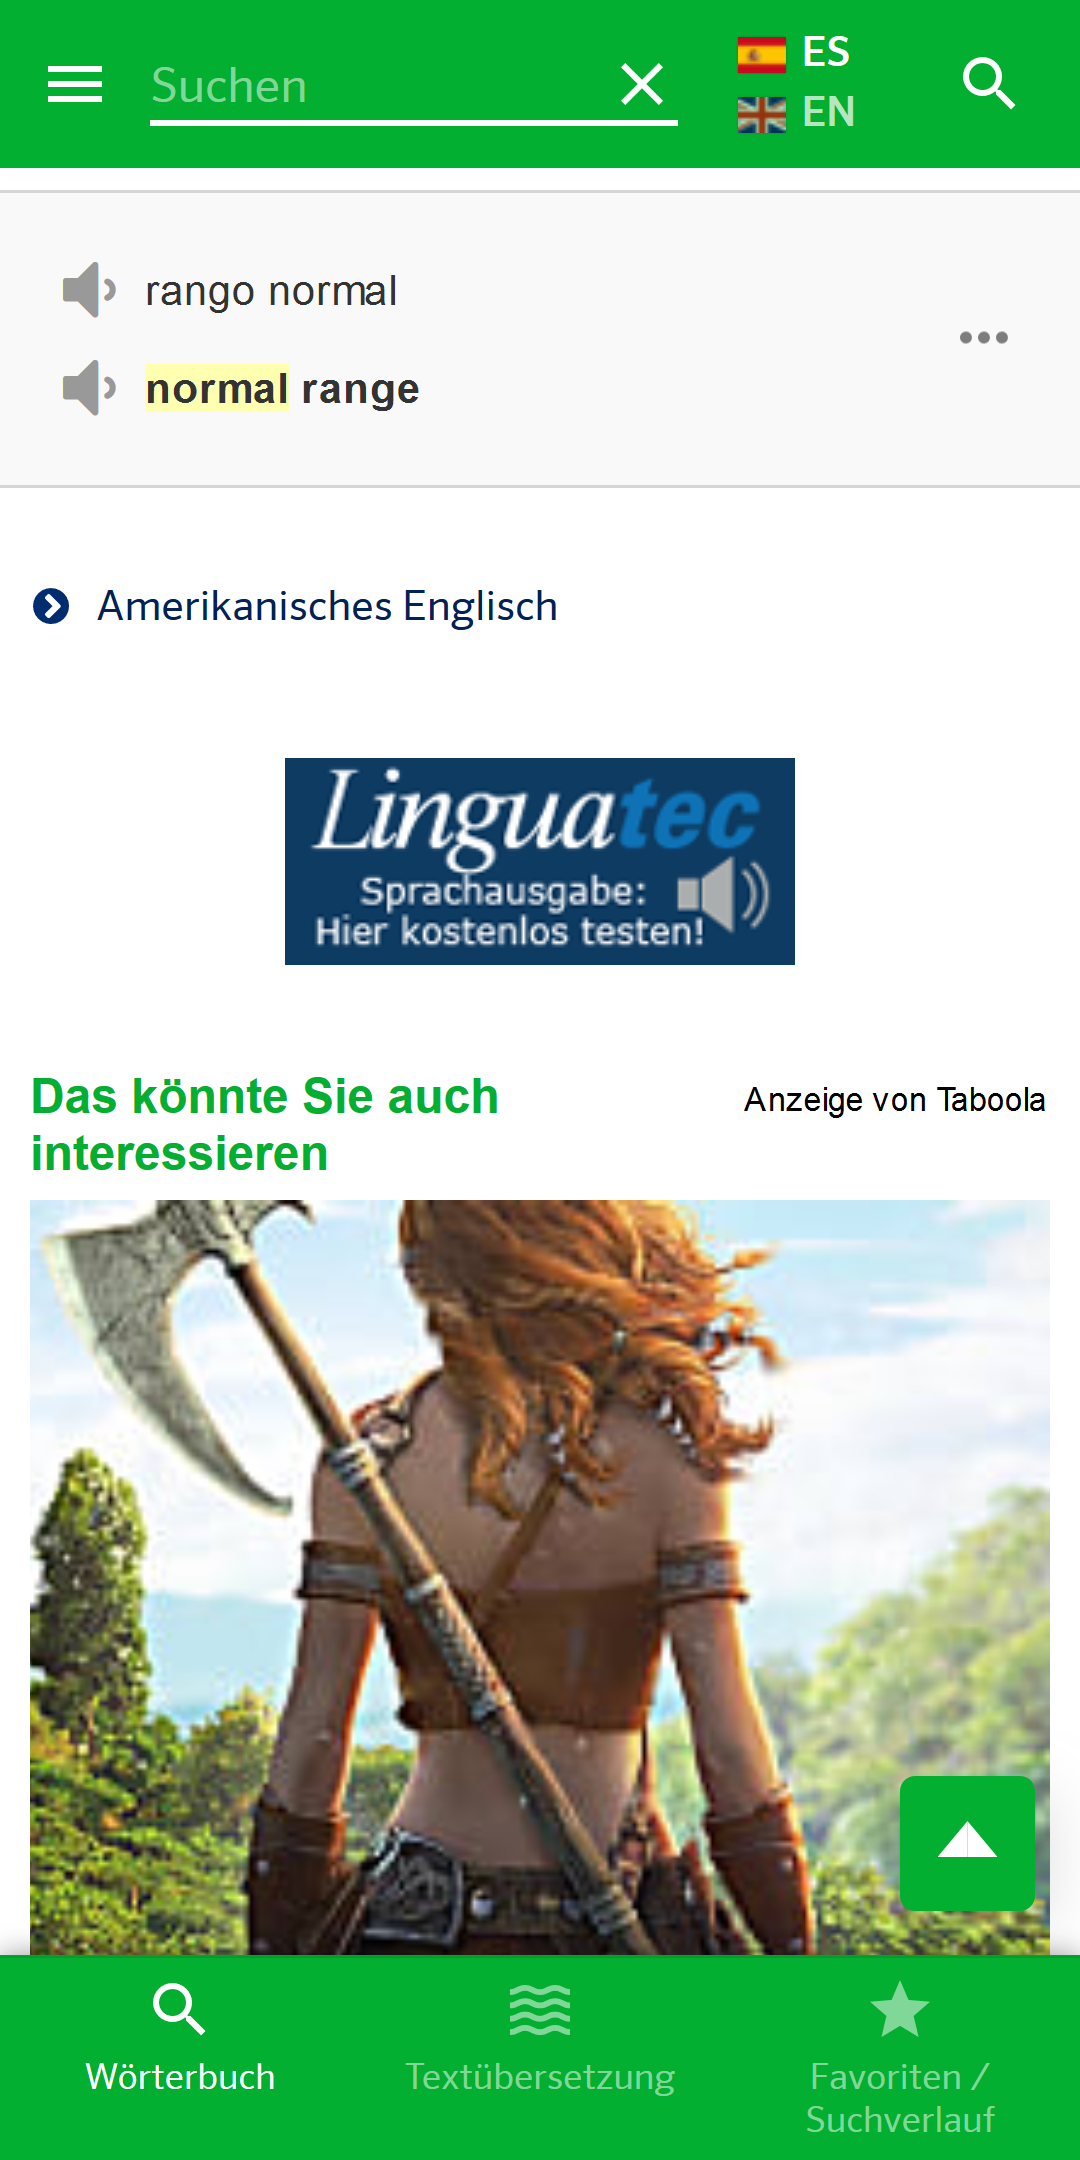 Suchen
ES
EN
rango normal
normal range
Amerikanisches Englisch
Linguatec
Sprachausgabe:
Hier kostenlos testen!
Das könnte Sie auch
interessieren
Anzeige von Taboola
Wörterbuch
Textübersetzung
Favoriten /
Suchverlauf